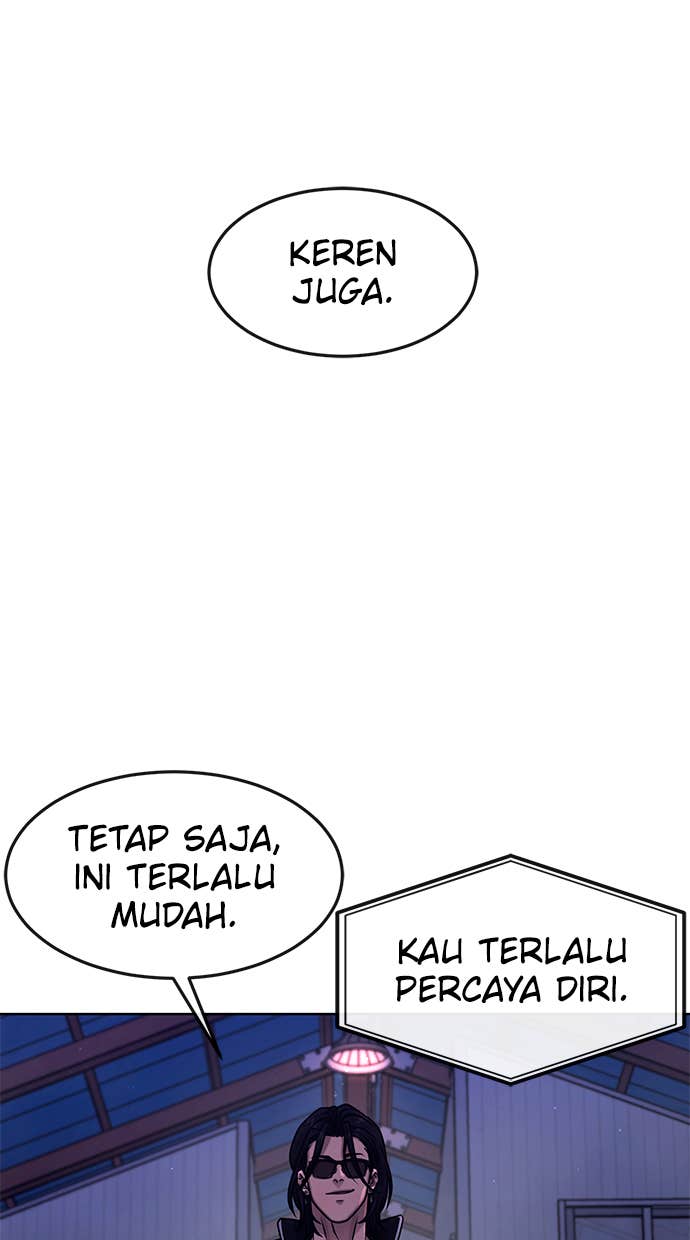 KEREN
JUGA.
TETAP SAJA,
INI TERLALU
MUDAH.
KAU TERLALU
PERCAYA DIRI.